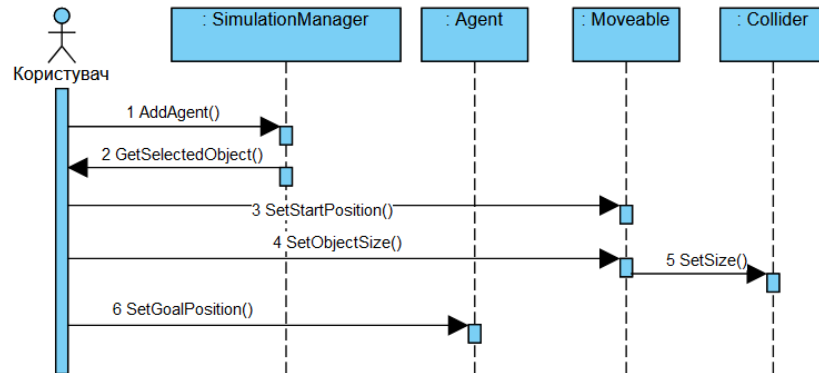 : SimulationManager
: Agent
: Moveable
: Collider
Користувач
1 AddAgent()
2 GetSelectedObject()
3 SetStartPosition()
4 SetObjectSize()
5 SetSize()
6 SetGoalPosition()